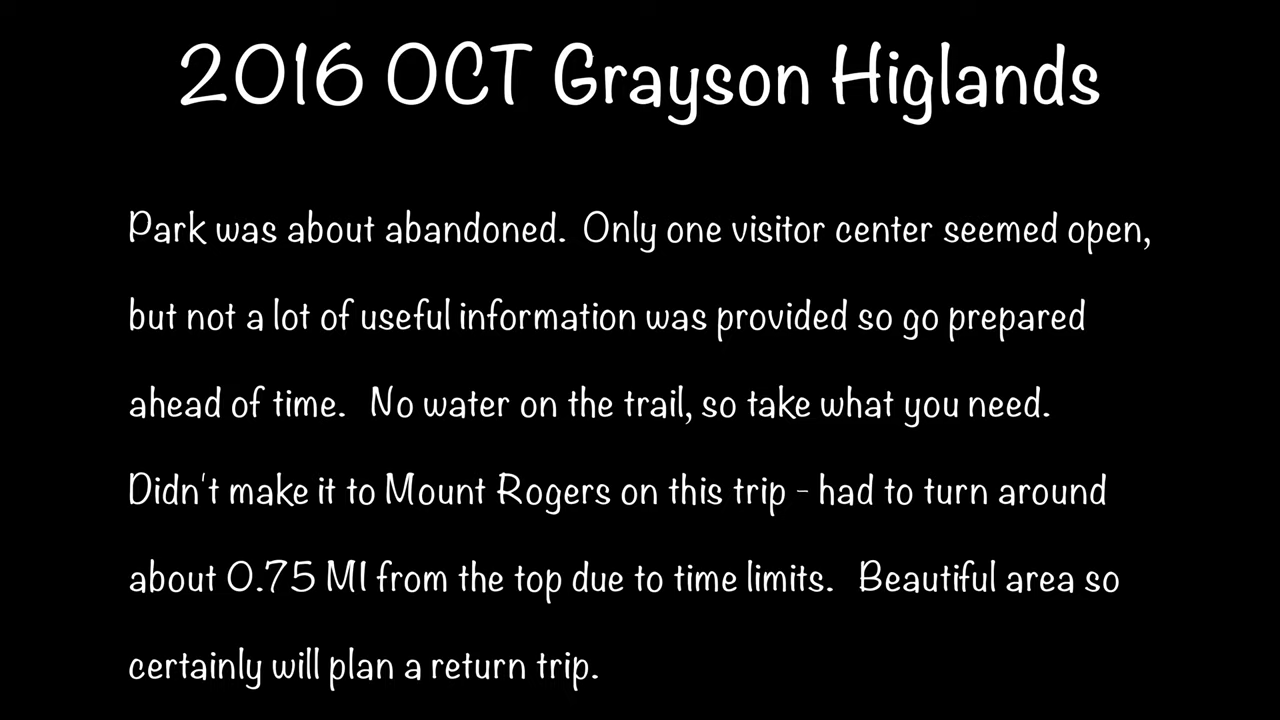 2016 OCT Grayson Higlands
Park was about abandoned. Only one visitor center seemed open,
but not a lot of useful information was provided so go prepared
ahead of time. No water on the trail, so take what you need.
Didn't make it to Mount Rogers on this trip - had to turn around
about 0.75 MI from the top due to time limits. Beautiful area so
certainly will plan a return trip.